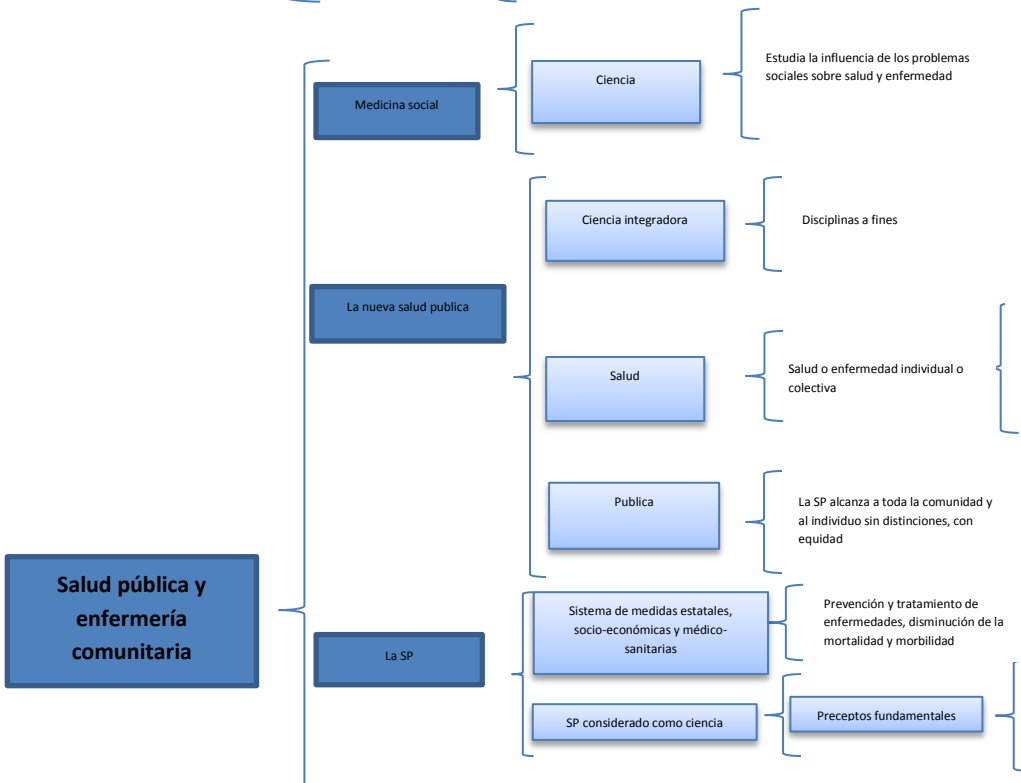 Estudia la influencia de los problemas
sociales sobre salud y enfermedad
Ciencia
Medicina social
Ciencia integradora
Disciplinas a fines
La nueva salud publica
Salud
Salud o enfermedad individual o
colectiva
Publica
La SP alcanza a toda la comunidad y
al individuo sin distinciones, con
equidad
Salud pública y
enfermería
comunitaria
La SP
Sistema de medidas estatales,
socio-económicas y médico-
sanitarias
Prevención y tratamiento de
enfermedades, disminución de la
mortalidad y morbilidad
SP considerado como ciencia
Preceptos fundamentales